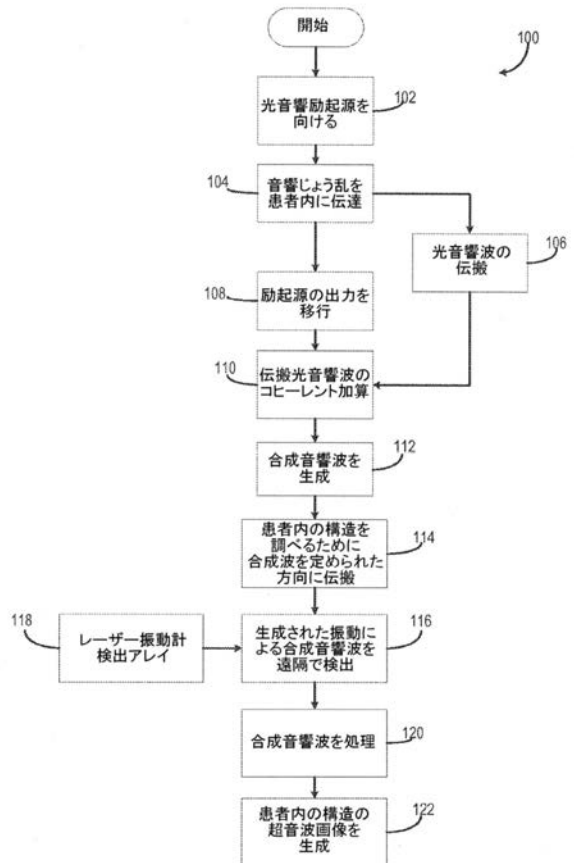 開始
100
光音響励起源を
向ける
102
104
音響じょう乱を
患者内に伝達
光音響波の
伝搬
106
108
励起源の出力を
移行
110
伝搬光音響波の
コヒーレント加算
合成音響波を
生成
112
患者内の構造を
調べるために
合成波を定められた
方向に伝搬
114
118
レーザー振動計
検出アレイ
生成された振動に
よる合成音響波を
遠隔で検出
116
合成音響波を処理
120
患者内の構造の
超音波画像を
生成
122